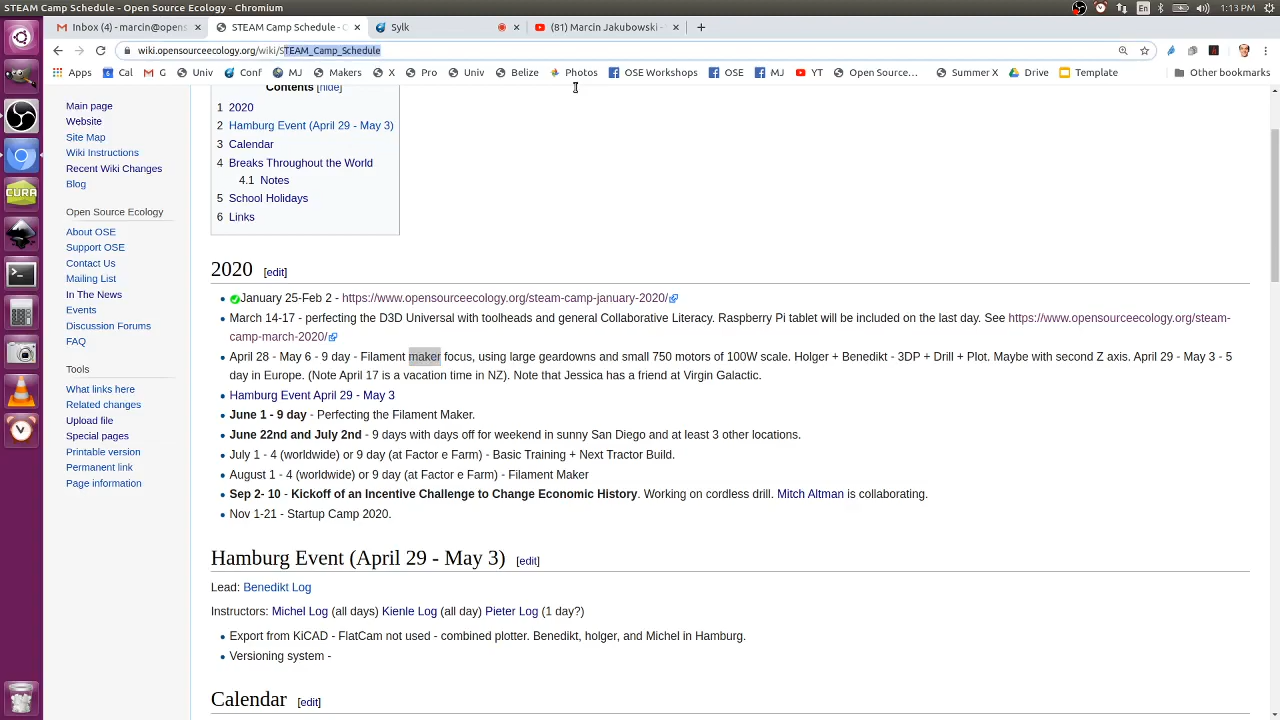 STEAM Camp Schedule - Open Source Ecology - Chromium
En 1:13 PM
Inbox (4) - marcin@opens × STEAM Camp Schedule - O × Sylk × (81) Marcin Jakubowski - × +
wiki.opensourceecology.org/wiki/STEAM_Camp_Schedule
Apps Cal G Univ Conf MJ Makers X Pro Univ Belize Photos OSE Workshops OSE MJ YT Open Source… Summer X Drive Template Other bookmarks
Main page
Website
Site Map
Wiki Instructions
Recent Wiki Changes
Blog
Open Source Ecology
About OSE
Support OSE
Contact Us
Mailing List
In The News
Events
Discussion Forums
FAQ
Tools
What links here
Related changes
Upload file
Special pages
Printable version
Permanent link
Page information
Contents [hide]
1 2020
2 Hamburg Event (April 29 - May 3)
3 Calendar
4 Breaks Throughout the World
4.1 Notes
5 School Holidays
6 Links
2020 [edit]
January 25-Feb 2 - https://www.opensourceecology.org/steam-camp-january-2020/
March 14-17 - perfecting the D3D Universal with toolheads and general Collaborative Literacy. Raspberry Pi tablet will be included on the last day. See https://www.opensourceecology.org/steam-
camp-march-2020/
April 28 - May 6 - 9 day - Filament maker focus, using large geardowns and small 750 motors of 100W scale. Holger + Benedikt - 3DP + Drill + Plot. Maybe with second Z axis. April 29 - May 3 - 5
day in Europe. (Note April 17 is a vacation time in NZ). Note that Jessica has a friend at Virgin Galactic.
Hamburg Event April 29 - May 3
June 1 - 9 day - Perfecting the Filament Maker.
June 22nd and July 2nd - 9 days with days off for weekend in sunny San Diego and at least 3 other locations.
July 1 - 4 (worldwide) or 9 day (at Factor e Farm) - Basic Training + Next Tractor Build.
August 1 - 4 (worldwide) or 9 day (at Factor e Farm) - Filament Maker
Sep 2- 10 - Kickoff of an Incentive Challenge to Change Economic History. Working on cordless drill. Mitch Altman is collaborating.
Nov 1-21 - Startup Camp 2020.
Hamburg Event (April 29 - May 3) [edit]
Lead: Benedikt Log
Instructors: Michel Log (all days) Kienle Log (all day) Pieter Log (1 day?)
Export from KiCAD - FlatCam not used - combined plotter. Benedikt, holger, and Michel in Hamburg.
Versioning system -
Calendar [edit]
CURA